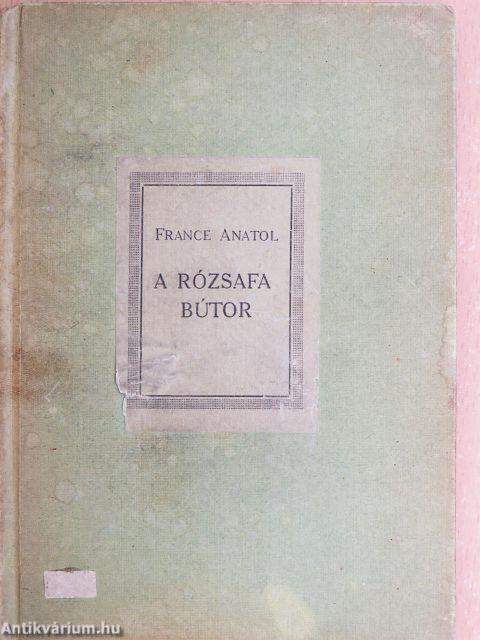 FRANCE ANATOL
A RÓZSAFA
BÚTOR
Antikvárium.hu